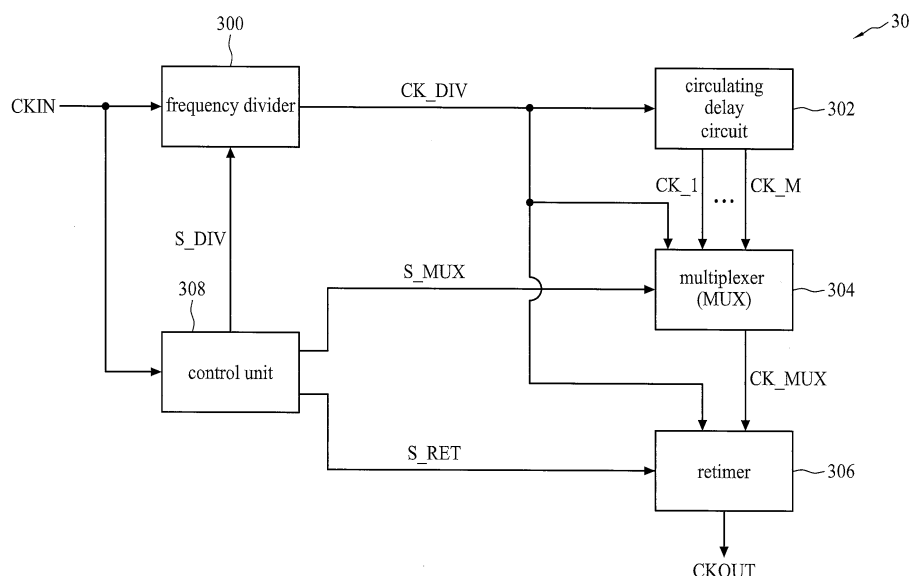 300
30
CKIN
frequency divider
CK_DIV
circulating
delay
circuit
302
CK_1
...
CK_M
S_DIV
308
S_MUX
multiplexer
(MUX)
304
control unit
CK_MUX
S_RET
retimer
306
CKOUT